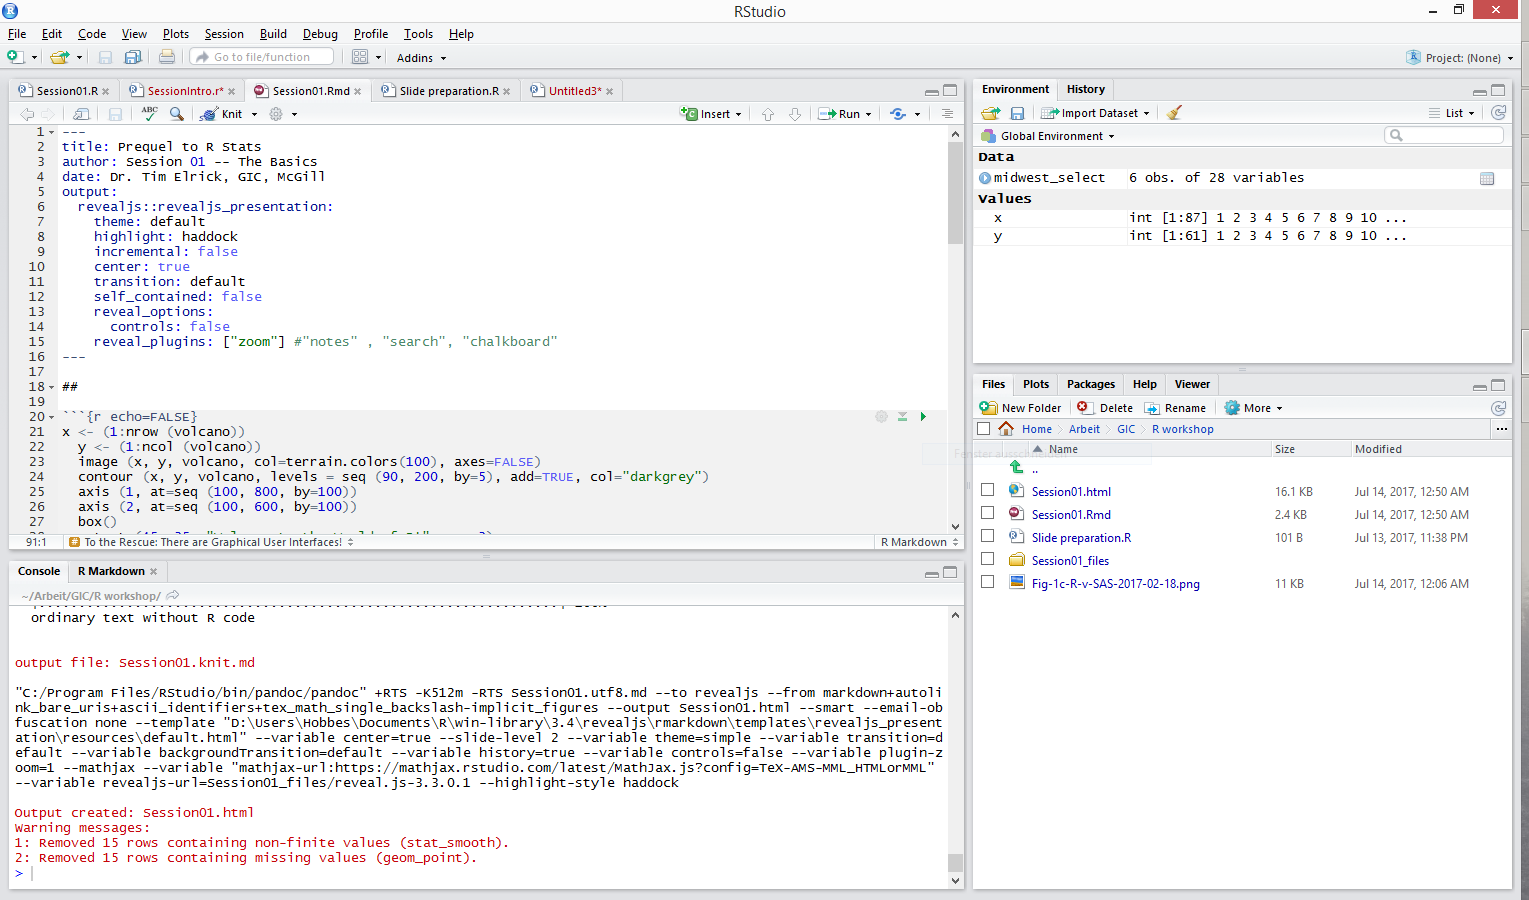 RStudio
File Edit Code View Plots Session Build Debug Profile Tools Help
Go to file/function Addins Project: (None)
Session01.R SessionIntro.r* Session01.Rmd Slide preparation.R Untitled3*
ABC Knit Insert Run
1 ---
2 title: Prequel to R Stats
3 author: Session 01 -- The Basics
4 date: Dr. Tim Elrick, GIC, McGill
5 output:
6 revealjs::revealjs_presentation:
7 theme: default
8 highlight: haddock
9 incremental: false
10 center: true
11 transition: default
12 self_contained: false
13 reveal_options:
14 controls: false
15 reveal_plugins: ["zoom"] #"notes" , "search", "chalkboard"
16 ---
17
18 ##
19
20 ```{r echo=FALSE}
21 x <- (1:nrow (volcano))
22 y <- (1:ncol (volcano))
23 image (x, y, volcano, col=terrain.colors(100), axes=FALSE)
24 contour (x, y, volcano, levels = seq (90, 200, by=5), add=TRUE, col="darkgrey")
25 axis (1, at=seq (100, 800, by=100))
26 axis (2, at=seq (100, 600, by=100))
27 box()
91:1 # To the Rescue: There are Graphical User Interfaces! R Markdown
Console R Markdown
~/Arbeit/GIC/R workshop/
ordinary text without R code
output file: Session01.knit.md
"C:/Program Files/RStudio/bin/pandoc/pandoc" +RTS -K512m -RTS Session01.utf8.md --to revealjs --from markdown+autoli
nk_bare_uris+ascii_identifiers+tex_math_single_backslash-implicit_figures --output Session01.html --smart --email-ob
fuscation none --template "D:\Users\Hobbes\Documents\R\win-library\3.4\revealjs\rmarkdown\templates\revealjs_present
ation\resources\default.html" --variable center=true --slide-level 2 --variable theme=simple --variable transition=d
efault --variable backgroundTransition=default --variable history=true --variable controls=false --variable plugin-z
oom=1 --mathjax --variable "mathjax-url:https://mathjax.rstudio.com/latest/MathJax.js?config=TeX-AMS-MML_HTMLorMML"
--variable revealjs-url=Session01_files/reveal.js-3.3.0.1 --highlight-style haddock
Output created: Session01.html
Warning messages:
1: Removed 15 rows containing non-finite values (stat_smooth).
2: Removed 15 rows containing missing values (geom_point).
>
Environment History
Import Dataset List
Global Environment
Data
midwest_select 6 obs. of 28 variables
Values
x int [1:87] 1 2 3 4 5 6 7 8 9 10 ...
y int [1:61] 1 2 3 4 5 6 7 8 9 10 ...
Files Plots Packages Help Viewer
New Folder Delete Rename More
Home Arbeit GIC R workshop ...
Name Size Modified
..
Session01.html 16.1 KB Jul 14, 2017, 12:50 AM
Session01.Rmd 2.4 KB Jul 14, 2017, 12:50 AM
Slide preparation.R 101 B Jul 13, 2017, 11:38 PM
Session01_files
Fig-1c-R-v-SAS-2017-02-18.png 11 KB Jul 14, 2017, 12:06 AM